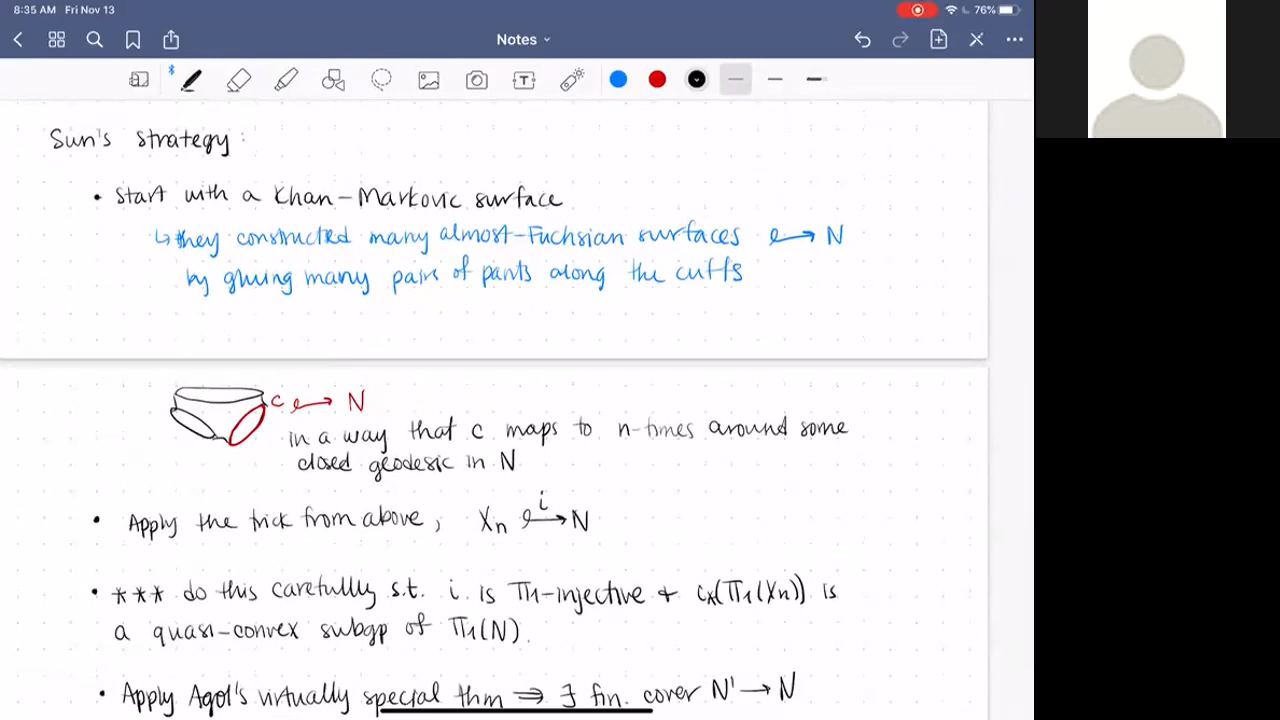 8:35 AM Fri Nov 13
76%
Notes
Sun's strategy:
• Start with a Khan-Markovic surface
↳ they constructed many almost-Fuchsian surfaces ↪ N
by gluing many pairs of pants along the cuffs
c ↪ N
in a way that c maps to n-times around some
closed geodesic in N
• Apply the trick from above, Xn ↪ N
i
• *** do this carefully s.t. i is π1-injective + i*(π1(Xn)) is
a quasi-convex subgp of π1(N).
• Apply Agol's virtually special thm ⇒ ∃ fin. cover N' → N